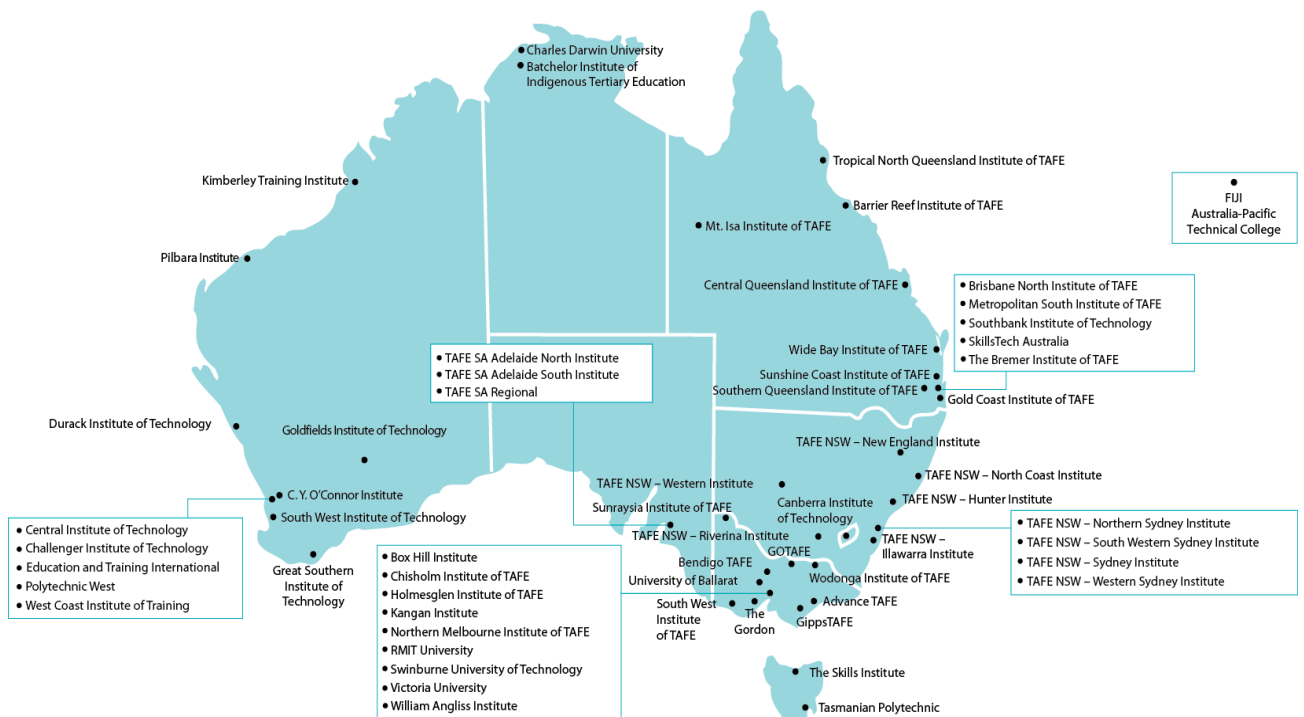 Charles Darwin University
Batchelor Institute of
Indigenous Tertiary Education
Tropical North Queensland Institute of TAFE
Kimberley Training Institute
FIJI
Australia-Pacific
Technical College
Barrier Reef Institute of TAFE
Mt. Isa Institute of TAFE
Pilbara Institute
Central Queensland Institute of TAFE
Brisbane North Institute of TAFE
Metropolitan South Institute of TAFE
Southbank Institute of Technology
SkillsTech Australia
The Bremer Institute of TAFE
Wide Bay Institute of TAFE
TAFE SA Adelaide North Institute
TAFE SA Adelaide South Institute
TAFE SA Regional
Sunshine Coast Institute of TAFE
Southern Queensland Institute of TAFE
Gold Coast Institute of TAFE
Durack Institute of Technology
Goldfields Institute of Technology
TAFE NSW – New England Institute
TAFE NSW – North Coast Institute
TAFE NSW – Western Institute
C. Y. O'Connor Institute
TAFE NSW – Hunter Institute
Canberra Institute
of Technology
Sunraysia Institute of TAFE
South West Institute of Technology
Central Institute of Technology
Challenger Institute of Technology
Education and Training International
Polytechnic West
West Coast Institute of Training
TAFE NSW – Northern Sydney Institute
TAFE NSW – South Western Sydney Institute
TAFE NSW – Sydney Institute
TAFE NSW – Western Sydney Institute
TAFE NSW – Riverina Institute
TAFE NSW –
Illawarra Institute
GOTAFE
Bendigo TAFE
Great Southern
Institute of
Technology
Box Hill Institute
Chisholm Institute of TAFE
Holmesglen Institute of TAFE
Kangan Institute
Northern Melbourne Institute of TAFE
RMIT University
Swinburne University of Technology
Victoria University
William Angliss Institute
University of Ballarat
Wodonga Institute of TAFE
South West
Institute
of TAFE
The
Gordon
Advance TAFE
GippsTAFE
The Skills Institute
Tasmanian Polytechnic